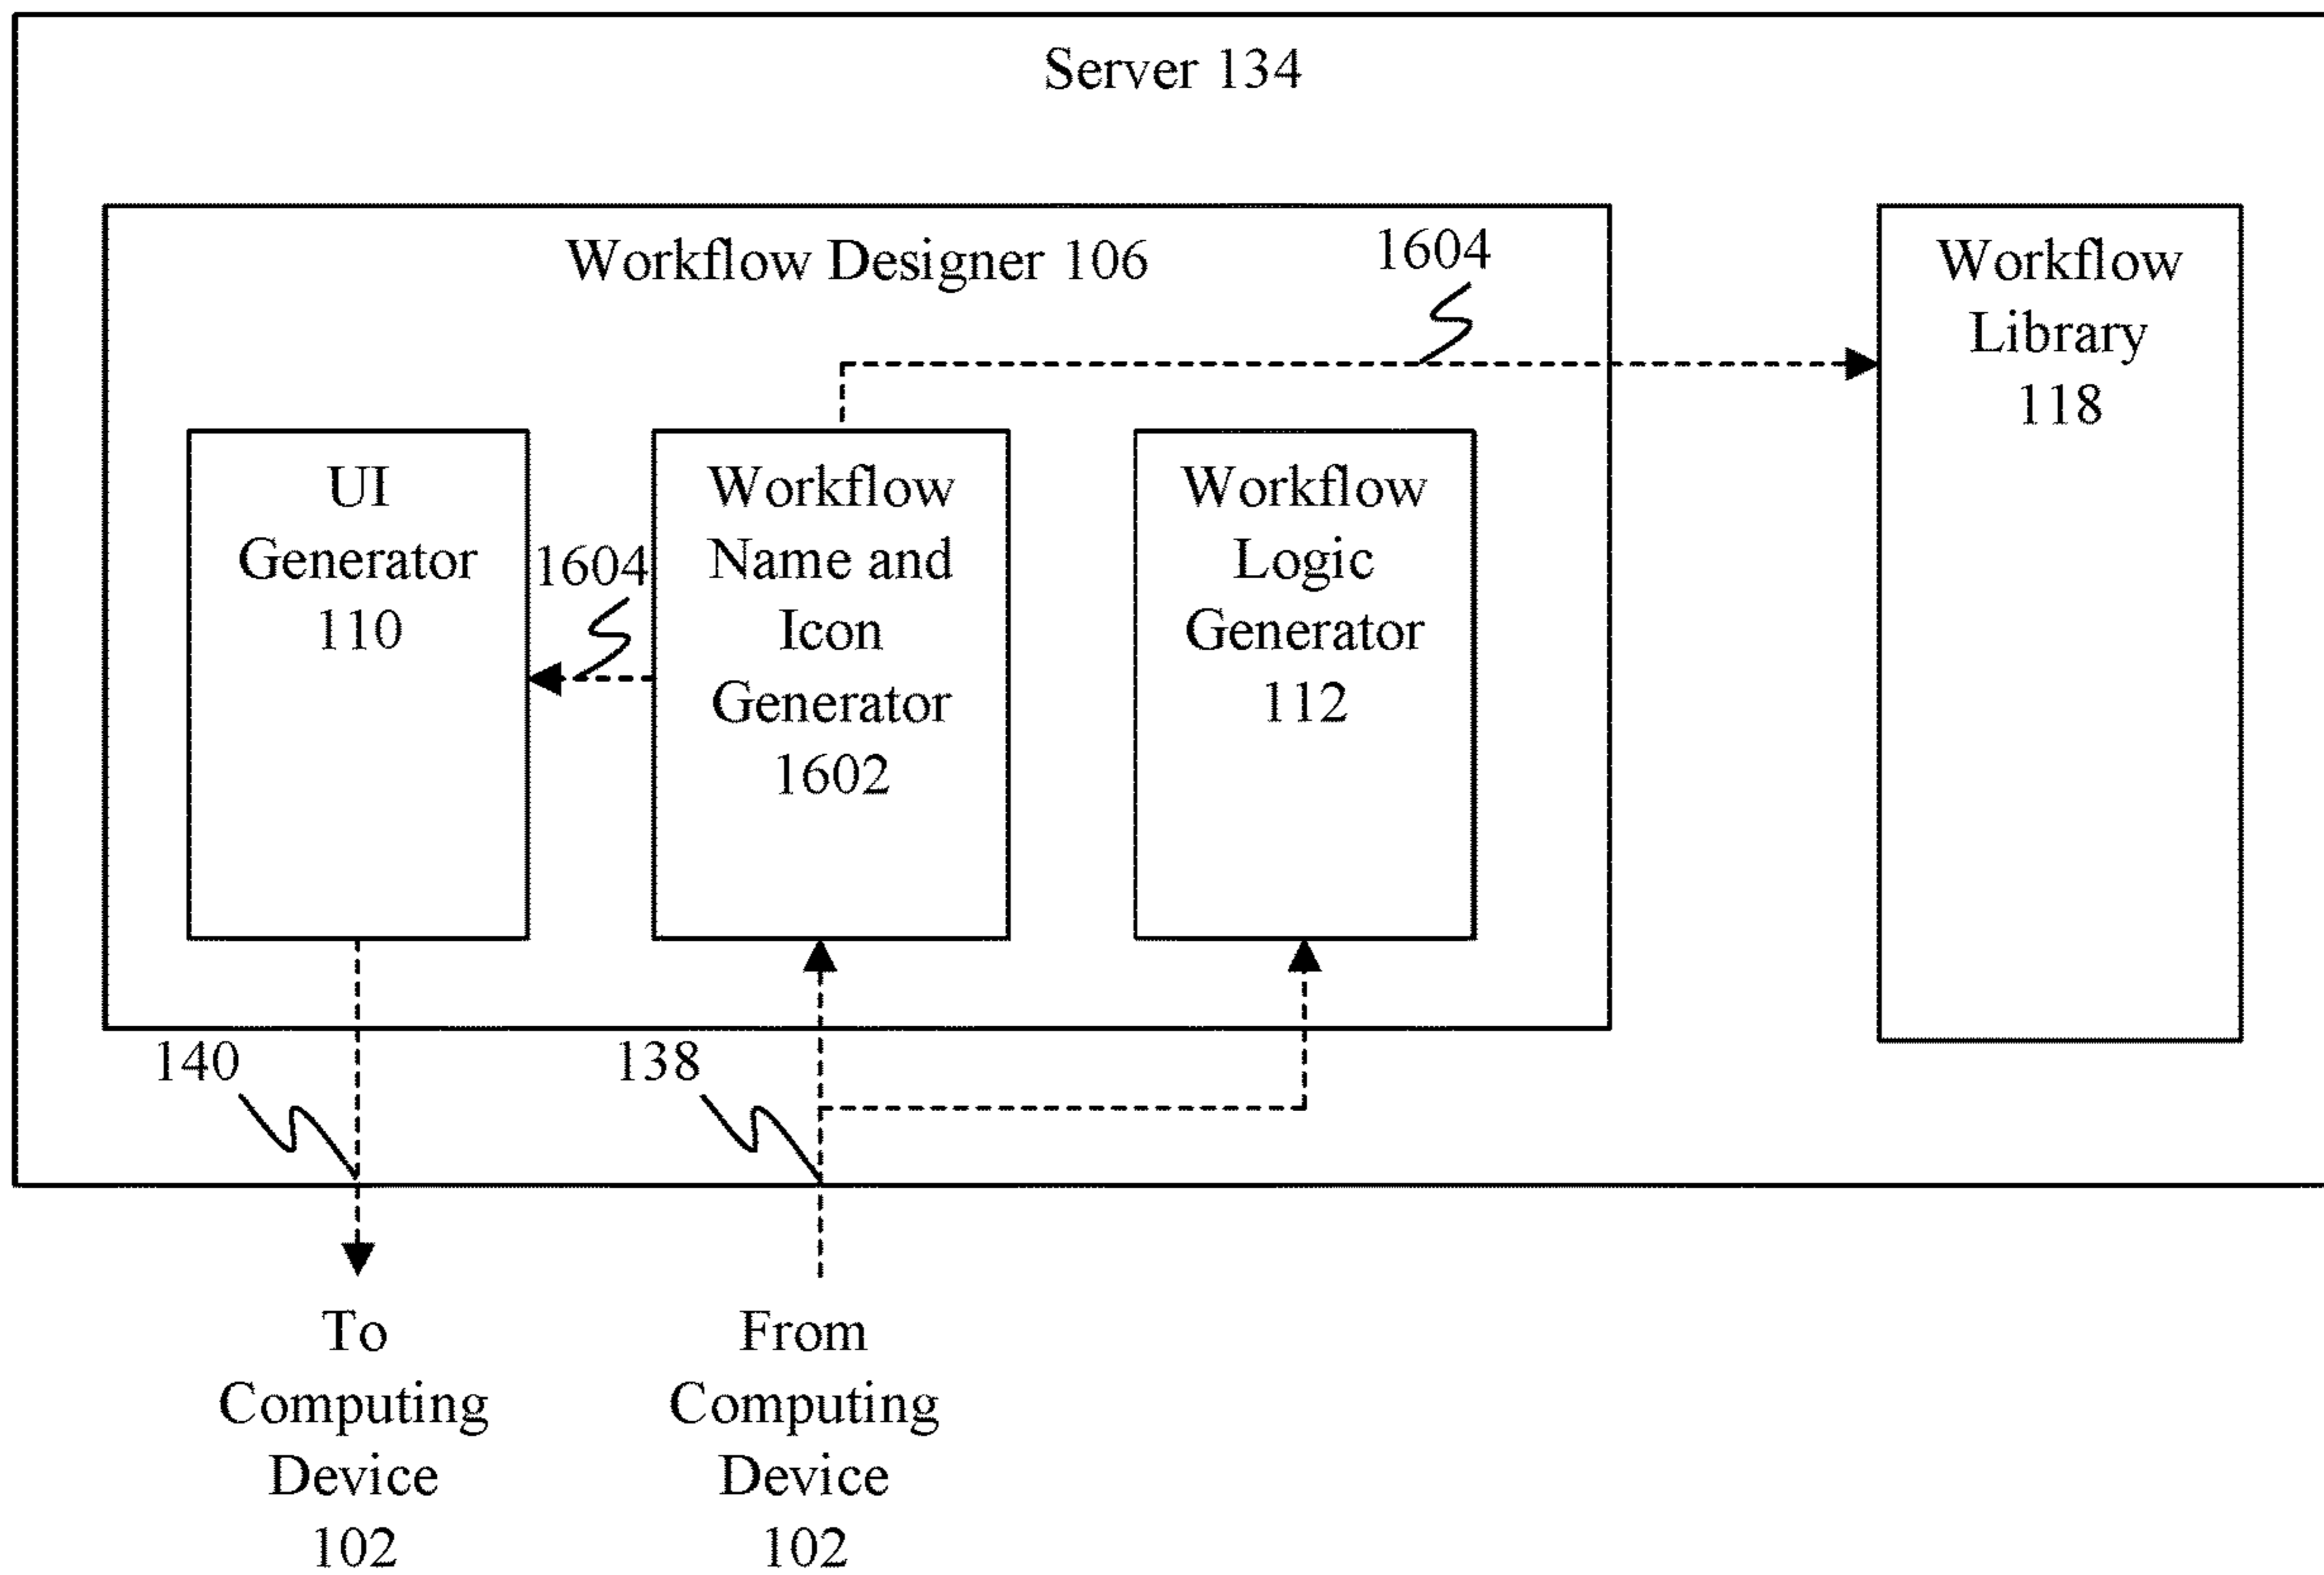 Server 134
Workflow Designer 106
1604
Workflow
Library
118
UI
Generator
110
1604
Workflow
Name and
Icon
Generator
1602
Workflow
Logic
Generator
112
140
138
To
Computing
Device
102
From
Computing
Device
102